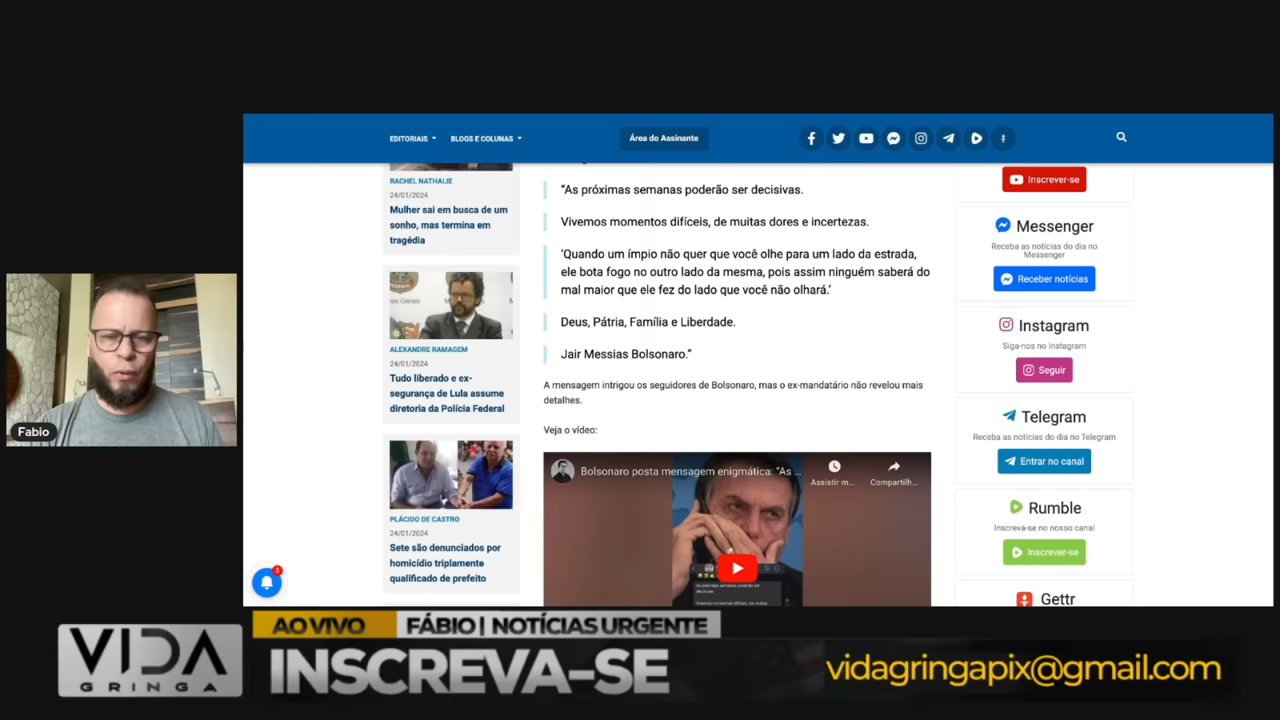 EDITORIAIS
BLOGS E COLUNAS
Área do Assinante
RACHEL NATHALIE
24/01/2024
Mulher sai em busca de um
sonho, mas termina em
tragédia
ALEXANDRE RAMAGEM
24/01/2024
Tudo liberado e ex-
segurança de Lula assume
diretoria da Polícia Federal
PLÁCIDO DE CASTRO
24/01/2024
Sete são denunciados por
homicídio triplamente
qualificado de prefeito
“As próximas semanas poderão ser decisivas.
Vivemos momentos difíceis, de muitas dores e incertezas.
‘Quando um ímpio não quer que você olhe para um lado da estrada,
ele bota fogo no outro lado da mesma, pois assim ninguém saberá do
mal maior que ele fez do lado que você não olhará.’
Deus, Pátria, Família e Liberdade.
Jair Messias Bolsonaro.”
A mensagem intrigou os seguidores de Bolsonaro, mas o ex-mandatário não revelou mais
detalhes.
Veja o vídeo:
Bolsonaro posta mensagem enigmática: “As ...
Assistir m...
Compartilh...
Inscrever-se
Messenger
Receba as notícias do dia no
Messenger
Receber notícias
Instagram
Siga-nos no Instagram
Seguir
Telegram
Receba as notícias do dia no Telegram
Entrar no canal
Rumble
Inscreva-se no nosso canal
Inscrever-se
Gettr
3
Fabio
VIDA
GRINGA
AO VIVO
FÁBIO | NOTÍCIAS URGENTE
INSCREVA-SE
vidagringapix@gmail.com